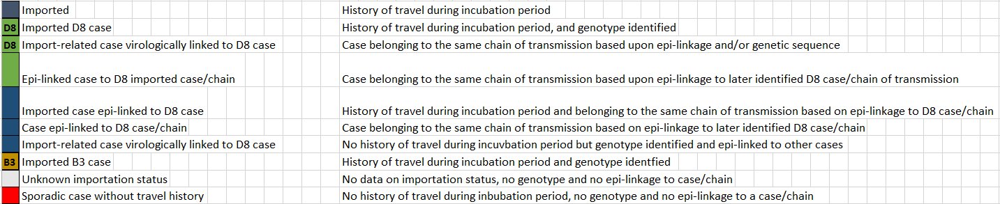 Imported History of travel during incubation period
D8 Imported D8 case History of travel during incubation period, and genotype identified
D8 Import-related case virologically linked to D8 case Case belonging to the same chain of transmission based upon epi-linkage and/or genetic sequence
Epi-linked case to D8 imported case/chain Case belonging to the same chain of transmission based upon epi-linkage to later identified D8 case/chain of transmission
Imported case epi-linked to D8 case History of travel during incubation period and belonging to the same chain of transmission based on epi-linkage to D8 case/chain
Case epi-linked to D8 case/chain Case belonging to the same chain of transmission based on epi-linkage to later identified D8 case/chain
Import-related case virologically linked to D8 case No history of travel during incuvbation period but genotype identified and epi-linked to other cases
B3 Imported B3 case History of travel during incubation period and genotype identfied
Unknown importation status No data on importation status, no genotype and no epi-linkage to case/chain
Sporadic case without travel history No history of travel during inbubation period, no genotype and no epi-linkage to a case/chain